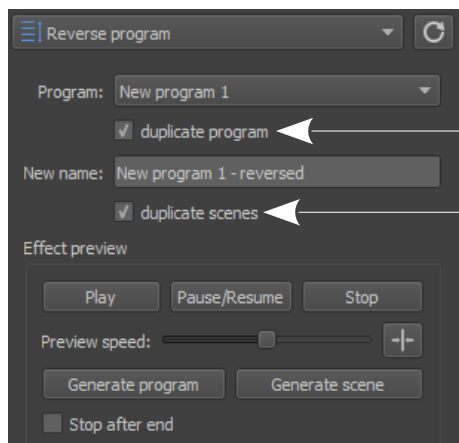 Reverse program
Program: New program 1
duplicate program
New name: New program 1 - reversed
duplicate scenes
Effect preview
Play Pause/Resume Stop
Preview speed:
Generate program Generate scene
Stop after end